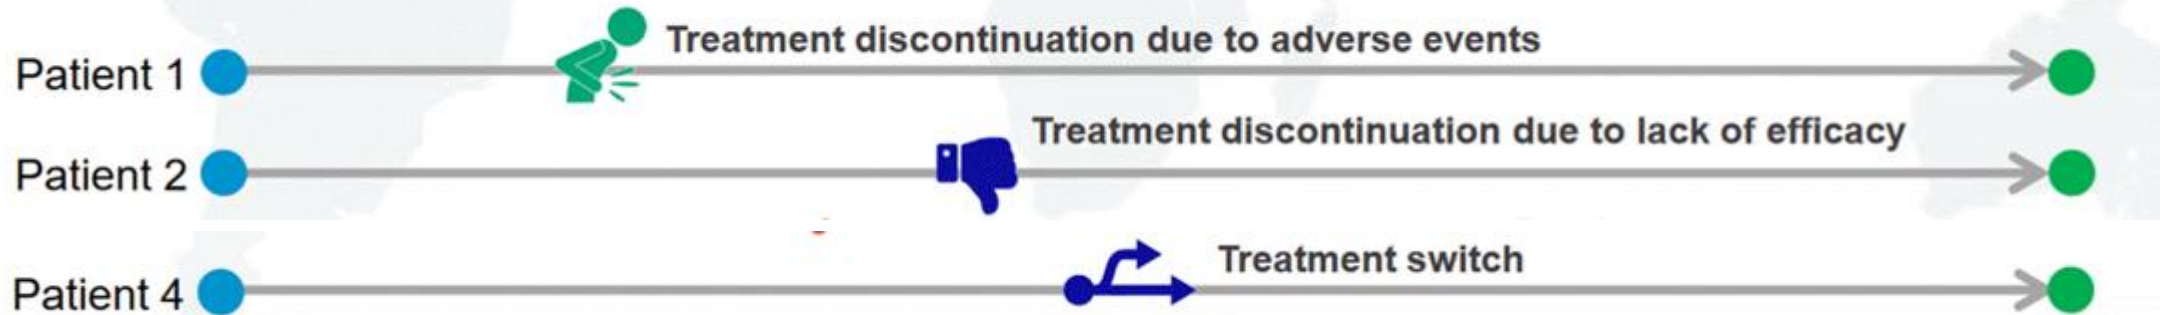 Treatment discontinuation due to adverse events
Patient 1
Treatment discontinuation due to lack of efficacy
Patient 2
Treatment switch
Patient 4